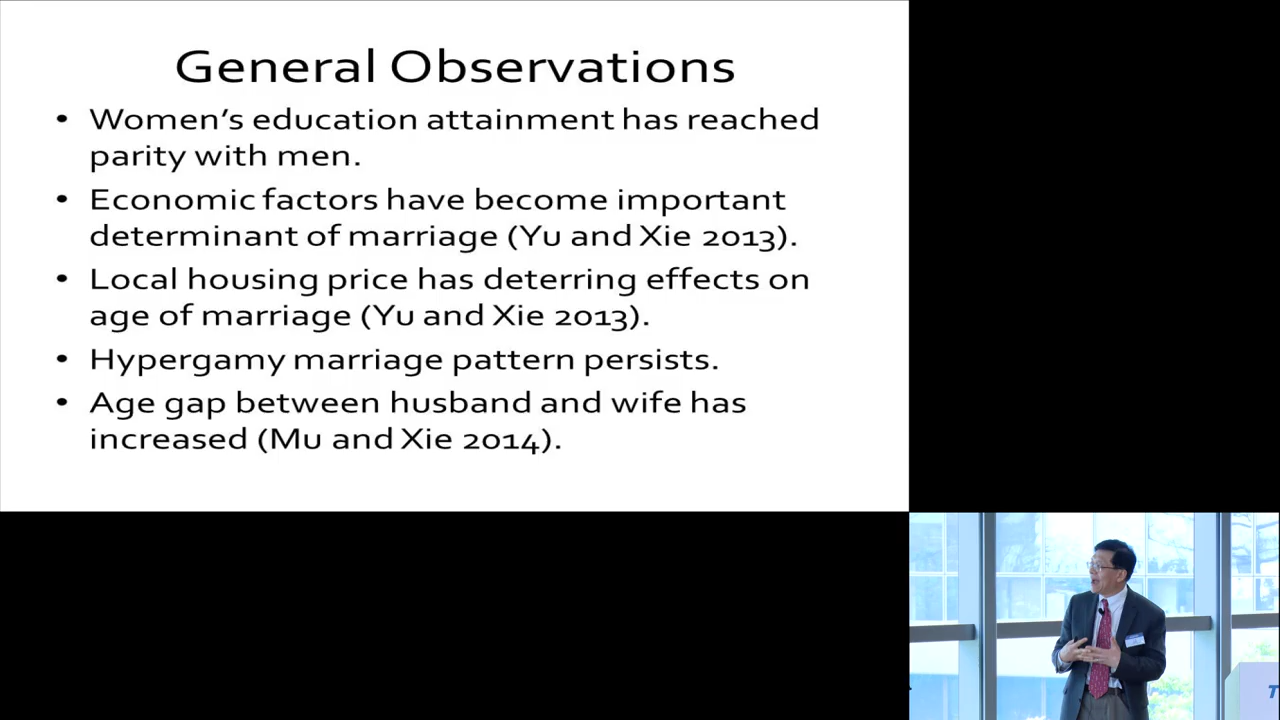 General Observations
• Women’s education attainment has reached
parity with men.
• Economic factors have become important
determinant of marriage (Yu and Xie 2013).
• Local housing price has deterring effects on
age of marriage (Yu and Xie 2013).
• Hypergamy marriage pattern persists.
• Age gap between husband and wife has
increased (Mu and Xie 2014).
T